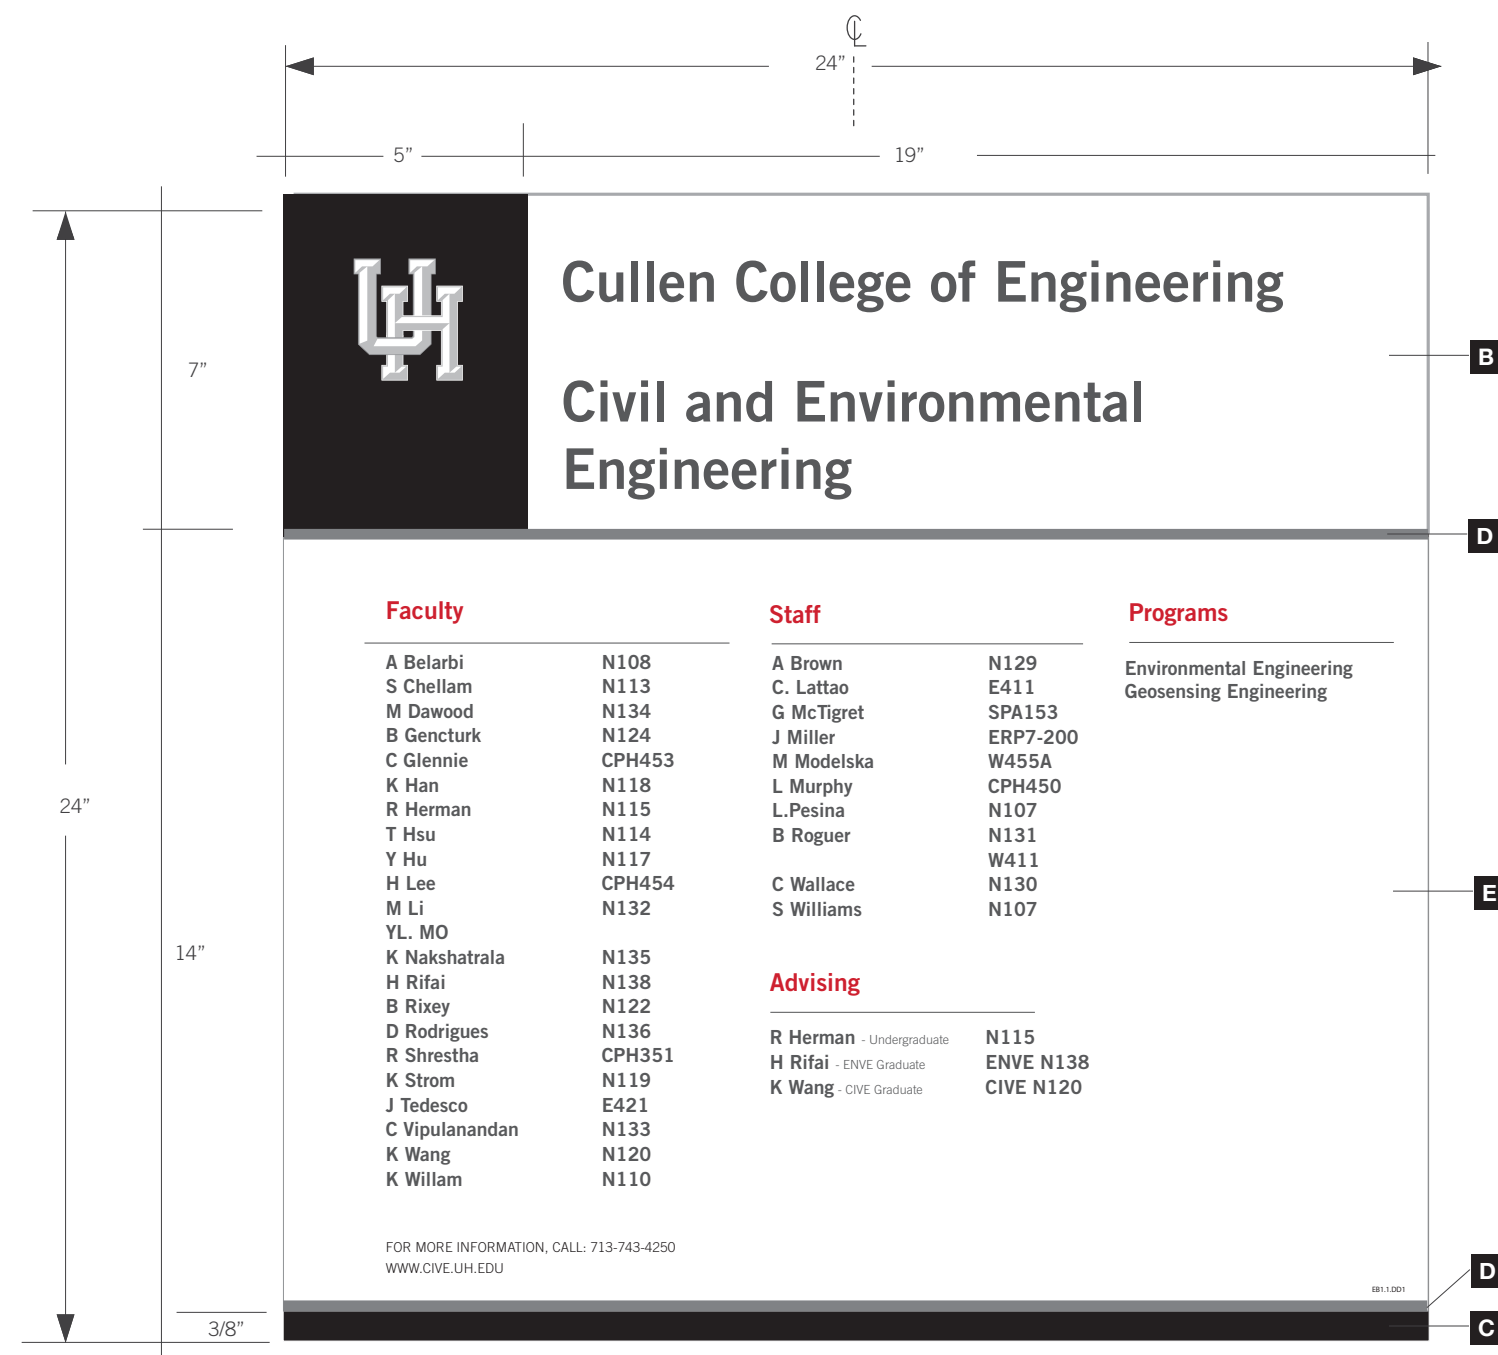 CL
24”
5”
19”
UH
Cullen College of Engineering
Civil and Environmental
Engineering
7”
B
D
Faculty
A Belarbi N108
S Chellam N113
M Dawood N134
B Gencturk N124
C Glennie CPH453
K Han N118
R Herman N115
T Hsu N114
Y Hu N117
H Lee CPH454
M Li N132
YL. MO
K Nakshatrala N135
H Rifai N138
B Rixey N122
D Rodrigues N136
R Shrestha CPH351
K Strom N119
J Tedesco E421
C Vipulanandan N133
K Wang N120
K Willam N110
Staff
A Brown N129
C. Lattao E411
G McTigret SPA153
J Miller ERP7-200
M Modelska W455A
L Murphy CPH450
L.Pesina N107
B Roguer N131
W411
C Wallace N130
S Williams N107
Advising
R Herman - Undergraduate N115
H Rifai - ENVE Graduate ENVE N138
K Wang - CIVE Graduate CIVE N120
Programs
Environmental Engineering
Geosensing Engineering
24”
14”
E
FOR MORE INFORMATION, CALL: 713-743-4250
WWW.CIVE.UH.EDU
EB1.1.DD1
D
3/8”
C